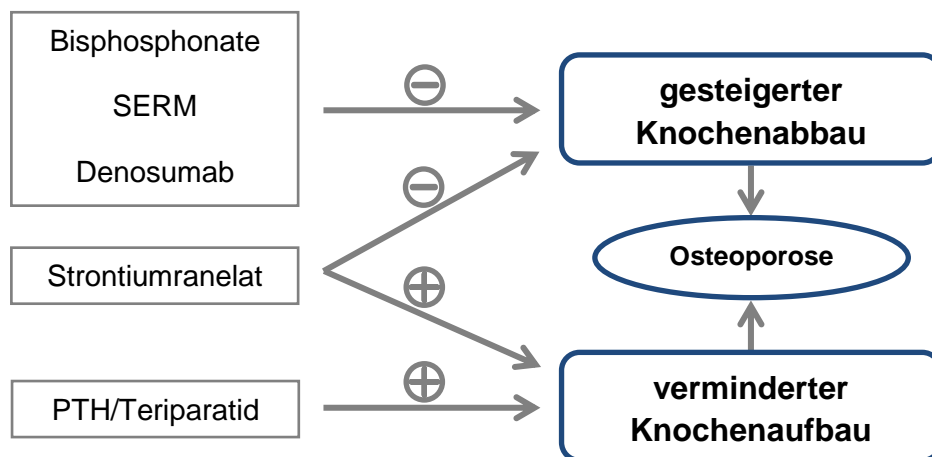 Bisphosphonate
SERM
Denosumab
Strontiumranelat
PTH/Teriparatid
gesteigerter
Knochenabbau
Osteoporose
verminderter
Knochenaufbau